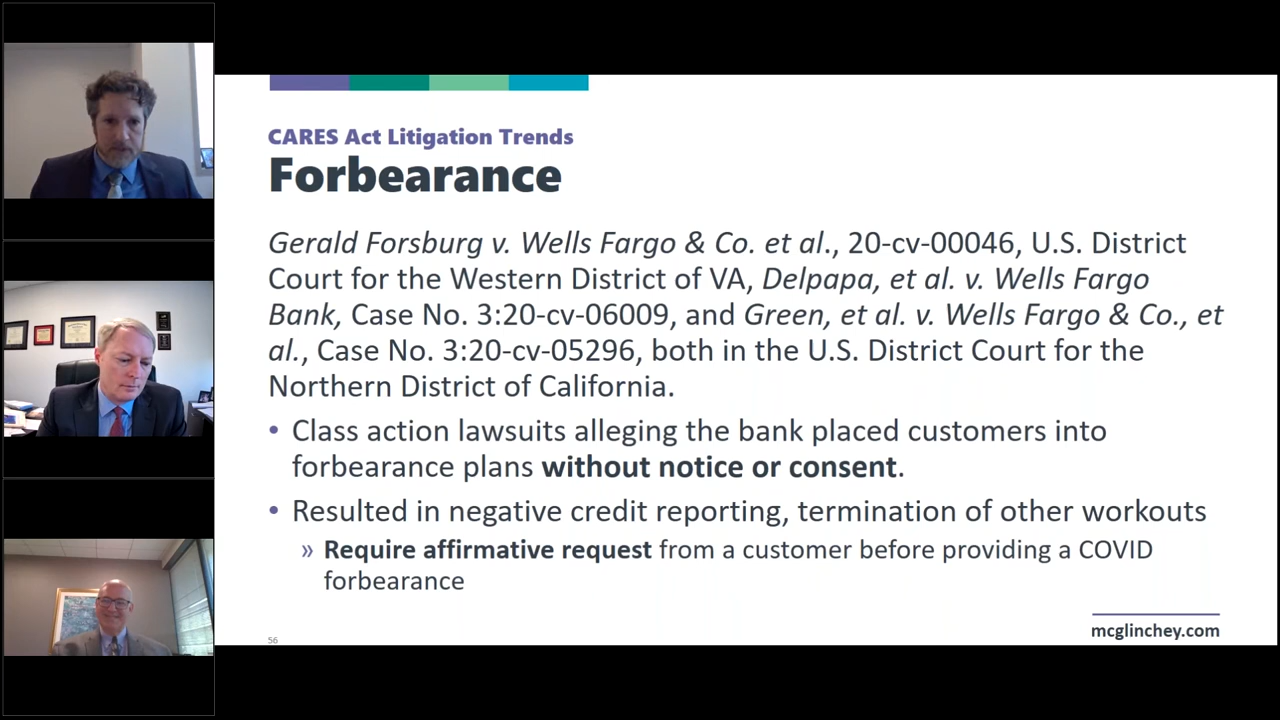 CARES Act Litigation Trends
Forbearance
Gerald Forsburg v. Wells Fargo & Co. et al., 20-cv-00046, U.S. District
Court for the Western District of VA, Delpapa, et al. v. Wells Fargo
Bank, Case No. 3:20-cv-06009, and Green, et al. v. Wells Fargo & Co., et
al., Case No. 3:20-cv-05296, both in the U.S. District Court for the
Northern District of California.
• Class action lawsuits alleging the bank placed customers into
forbearance plans without notice or consent.
• Resulted in negative credit reporting, termination of other workouts
» Require affirmative request from a customer before providing a COVID
forbearance
56
mcglinchey.com